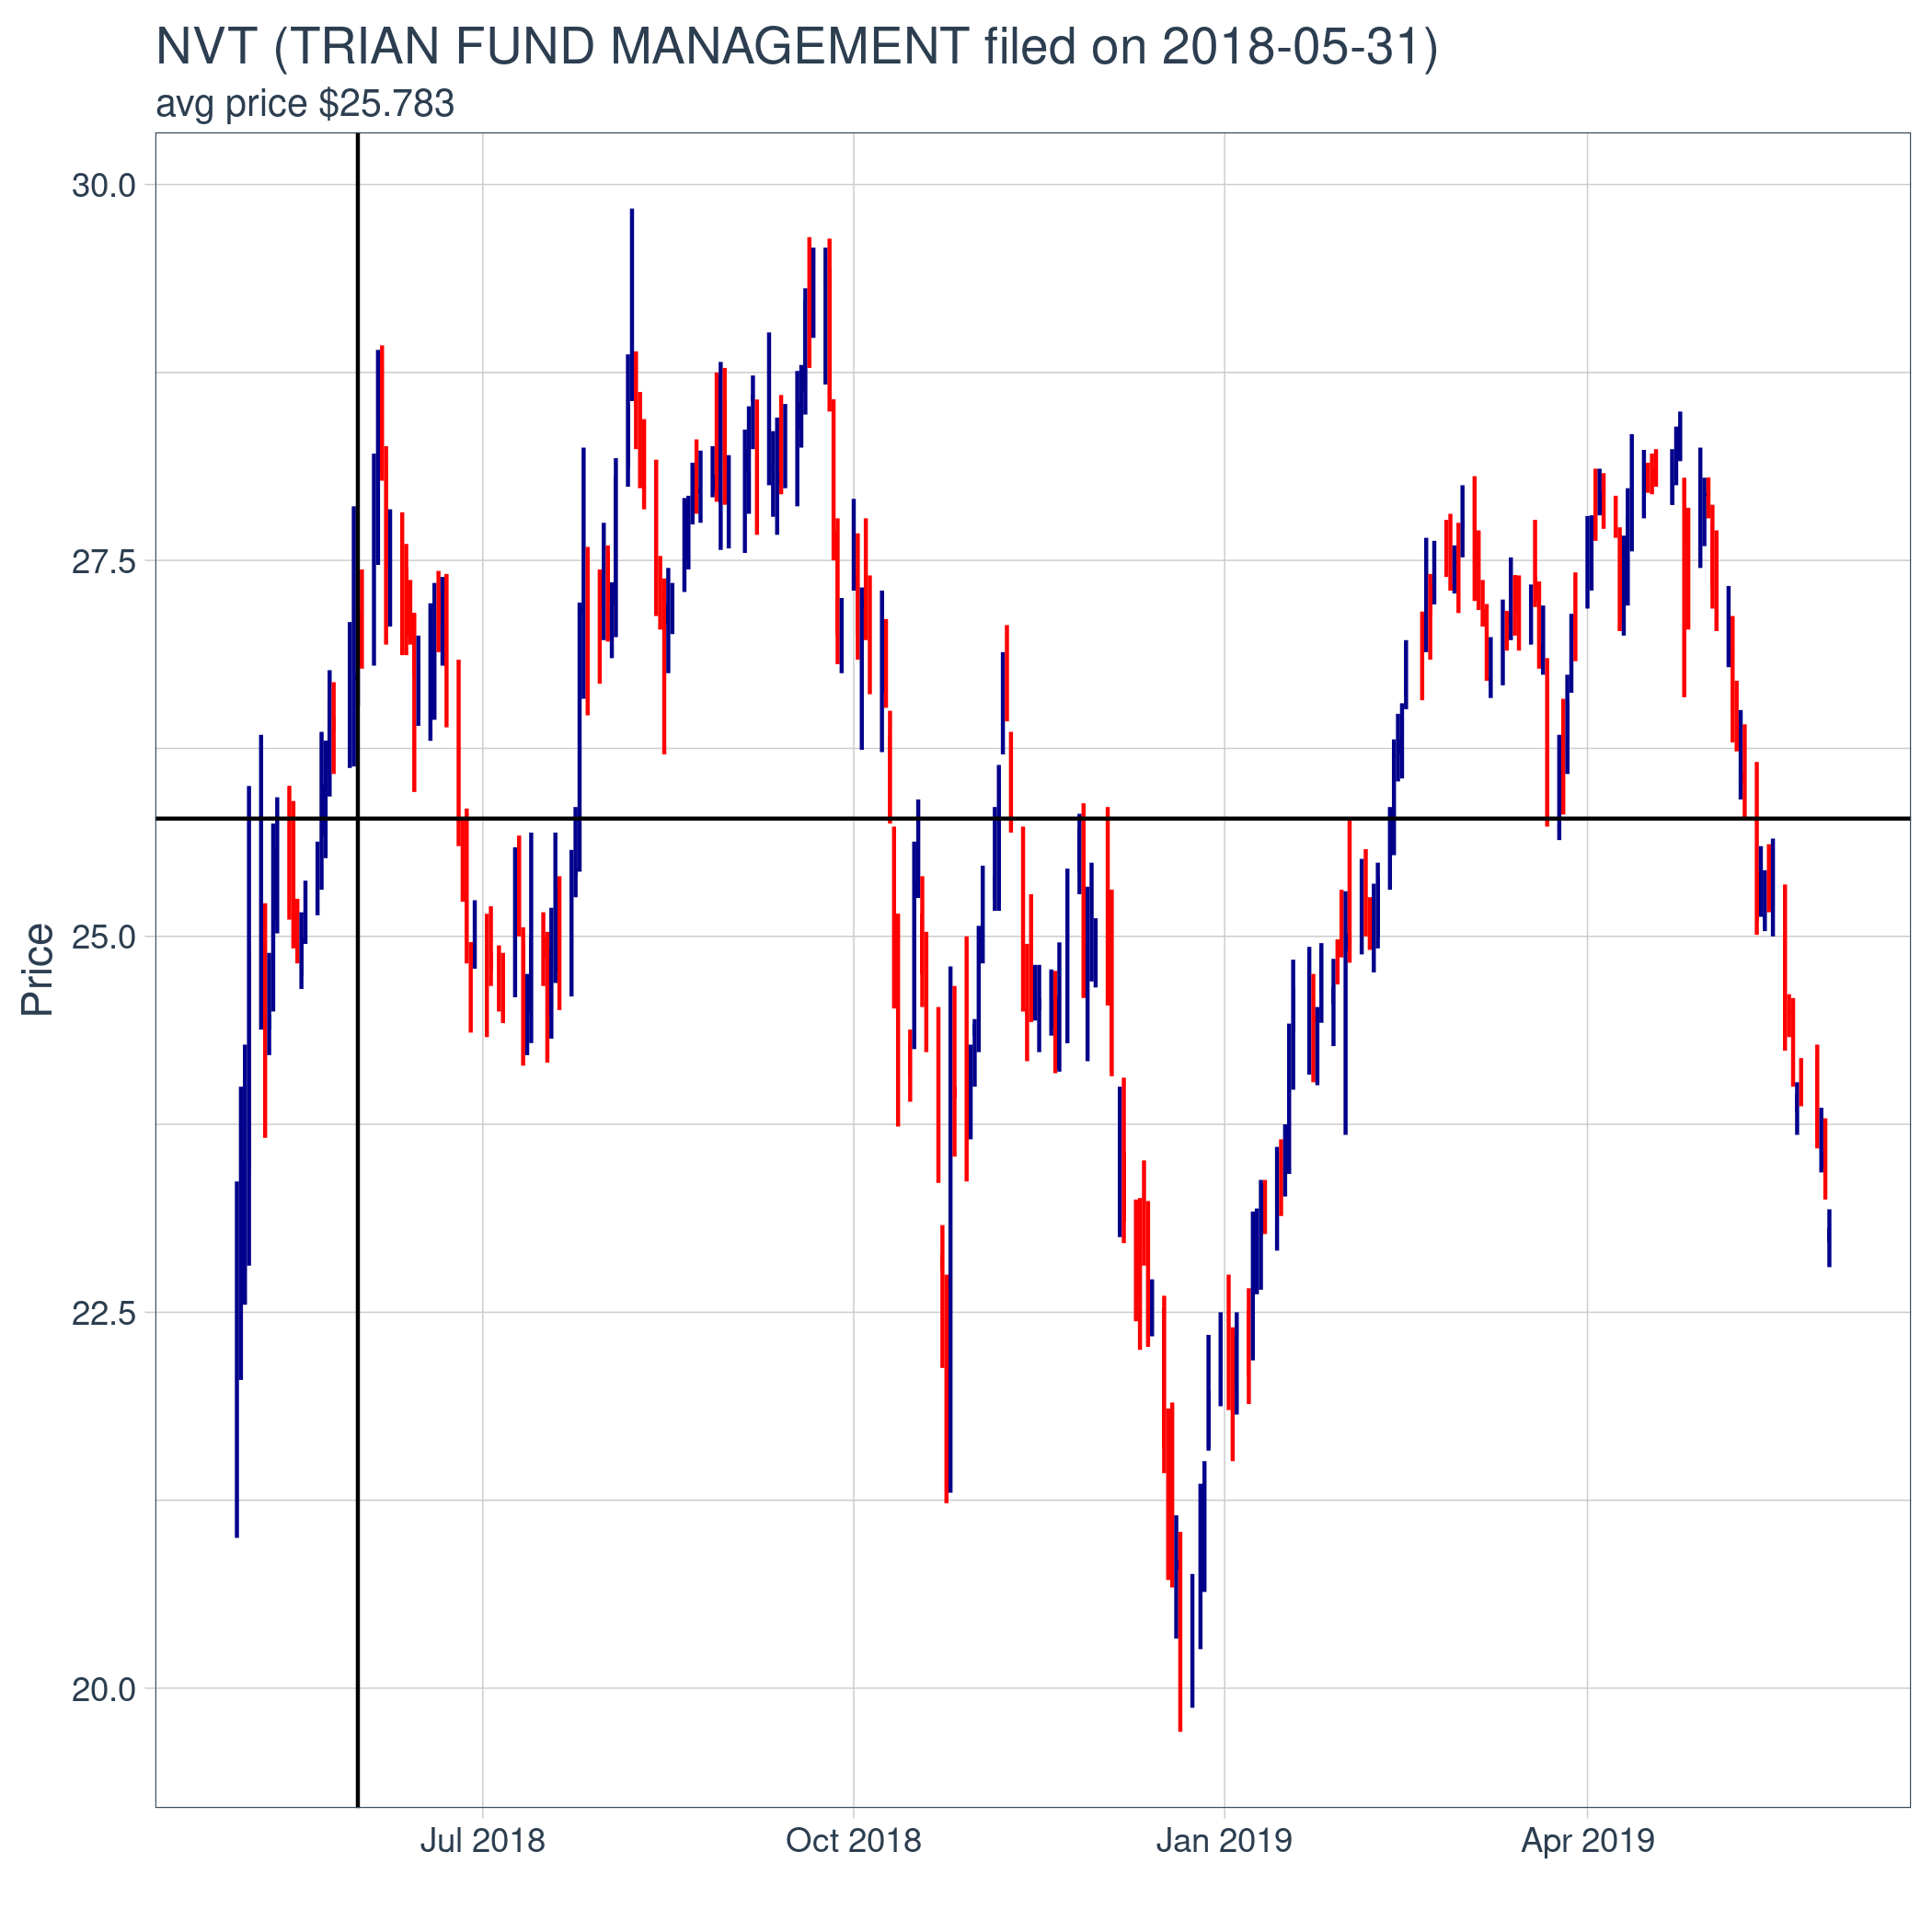 NVT (TRIAN FUND MANAGEMENT filed on 2018-05-31)
avg price $25.783
30.0
27.5
25.0
22.5
20.0
Price
Jul 2018
Oct 2018
Jan 2019
Apr 2019